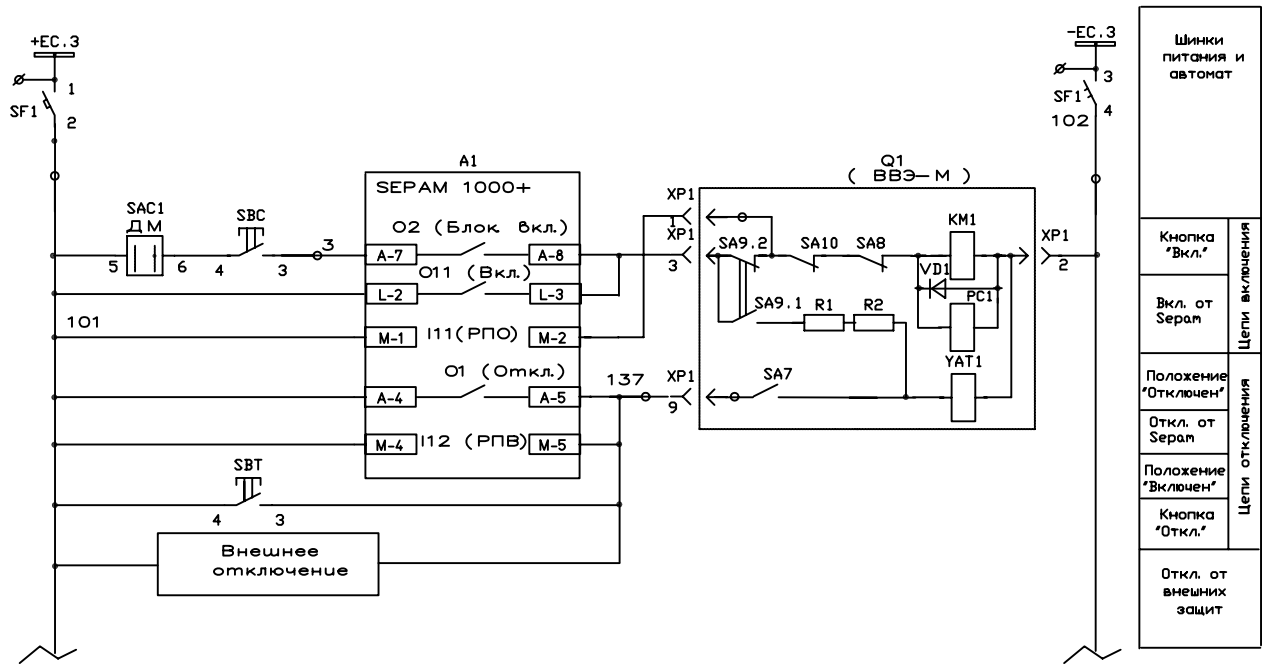 +ЕС.3
1
SF1
2
-ЕС.3
3
SF1
4
102
A1
SEPAM 1000+
Q1
( ВВЭ-М )
SAC1
Д М
5
6
SBC
4
3
3
O2 (Блок. вкл.)
A-7
A-8
O11 (Вкл.)
L-2
L-3
101
M-1
I11(РПО)
M-2
O1 (Откл.)
A-4
A-5
137
M-4
I12 (РПВ)
M-5
SBT
4
3
Внешнее
отключение
XP1
1
XP1
3
XP1
9
SA9.2
SA10
SA8
KM1
XP1
2
VD1
PC1
SA9.1
R1
R2
YAT1
SA7
Шинки
питания и
автомат
Кнопка
"Вкл."
Вкл. от
Sepam
Цепи включения
Положение
"Отключен"
Откл. от
Sepam
Положение
"Включен"
Кнопка
"Откл."
Цепи отключения
Откл. от
внешних
защит